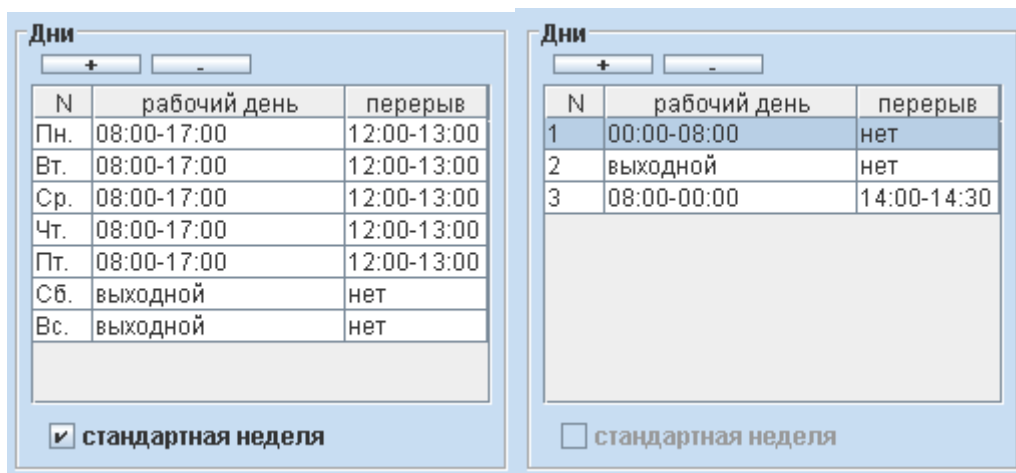 Дни
+ -
N рабочий день перерыв
Пн. 08:00-17:00 12:00-13:00
Вт. 08:00-17:00 12:00-13:00
Ср. 08:00-17:00 12:00-13:00
Чт. 08:00-17:00 12:00-13:00
Пт. 08:00-17:00 12:00-13:00
Сб. выходной нет
Вс. выходной нет
стандартная неделя
Дни
+ -
N рабочий день перерыв
1 00:00-08:00 нет
2 выходной нет
3 08:00-00:00 14:00-14:30
стандартная неделя